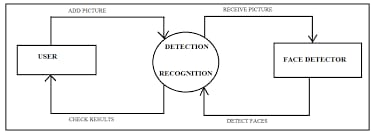 ADD PICTURE
RECEIVE PICTURE
DETECTION
USER
FACE DETECTOR
RECOGNITION
CHECK RESULTS
DETECT FACES